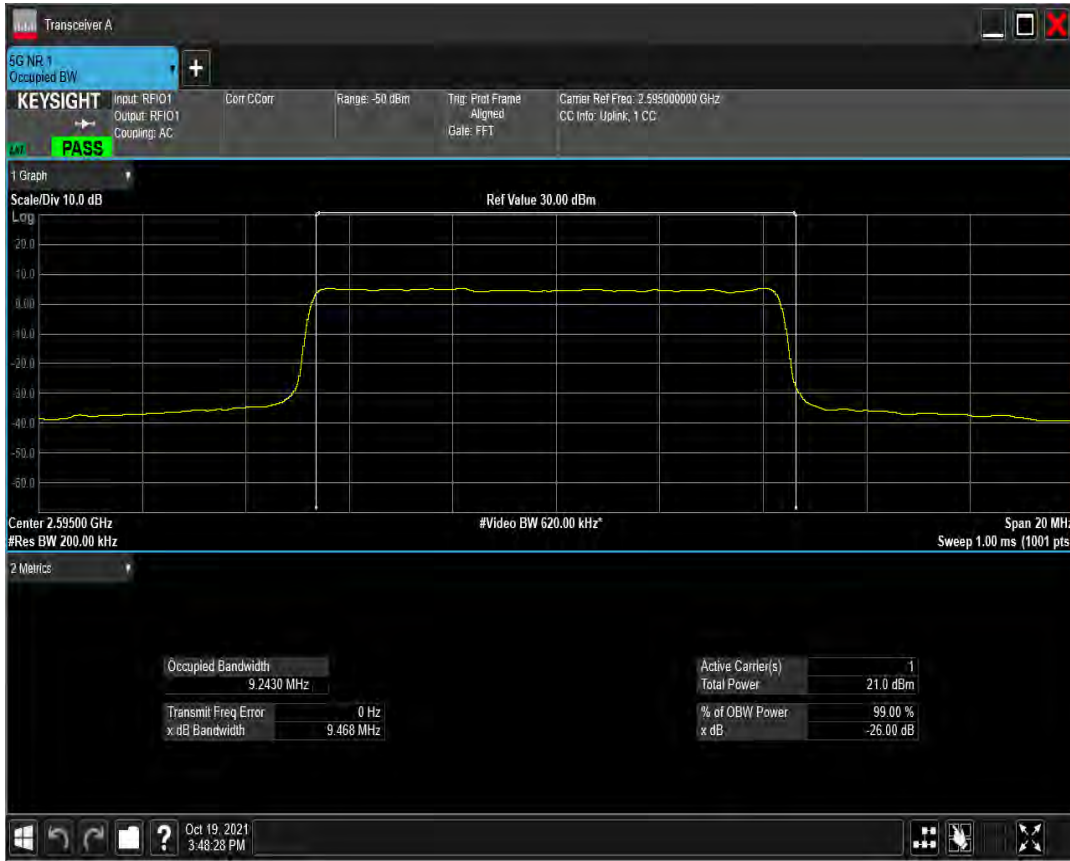 Transceiver A
5G NR 1
Occupied BW
KEYSIGHT
PASS
Input: RFIO1
Output: RFIO1
Coupling: AC
Corr CCorr
Range: -50 dBm
Trig: Prot Frame
Aligned
Gate: FFT
Carrier Ref Freq: 2.595000000 GHz
CC Info: Uplink, 1 CC
1 Graph
Scale/Div 10.0 dB
Ref Value 30.00 dBm
Log
20.0
10.0
0.00
-10.0
-20.0
-30.0
-40.0
-50.0
-60.0
Center 2.59500 GHz
#Video BW 620.00 kHz*
Span 20 MHz
#Res BW 200.00 kHz
Sweep 1.00 ms (1001 pts
2 Metrics
Occupied Bandwidth
9.2430 MHz
Transmit Freq Error 0 Hz
x dB Bandwidth 9.468 MHz
Active Carrier(s) 1
Total Power 21.0 dBm
% of OBW Power 99.00 %
x dB -26.00 dB
?
Oct 19, 2021
3:48:28 PM